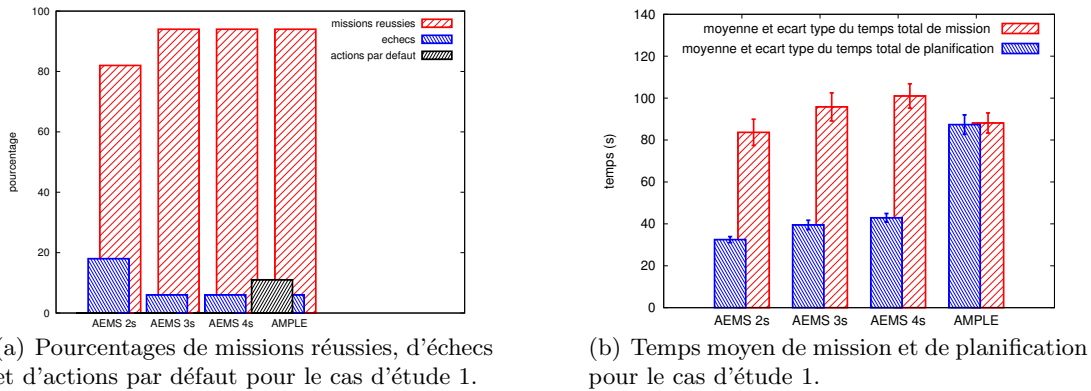 100
80
60
40
20
0
pourcentage
missions reussies
echecs
actions par defaut
AEMS 2s AEMS 3s AEMS 4s AMPLE
(a) Pourcentages de missions réussies, d'échecs
et d'actions par défaut pour le cas d'étude 1.
140
120
100
80
60
40
20
0
temps (s)
moyenne et ecart type du temps total de mission
moyenne et ecart type du temps total de planification
AEMS 2s AEMS 3s AEMS 4s AMPLE
(b) Temps moyen de mission et de planification
pour le cas d'étude 1.